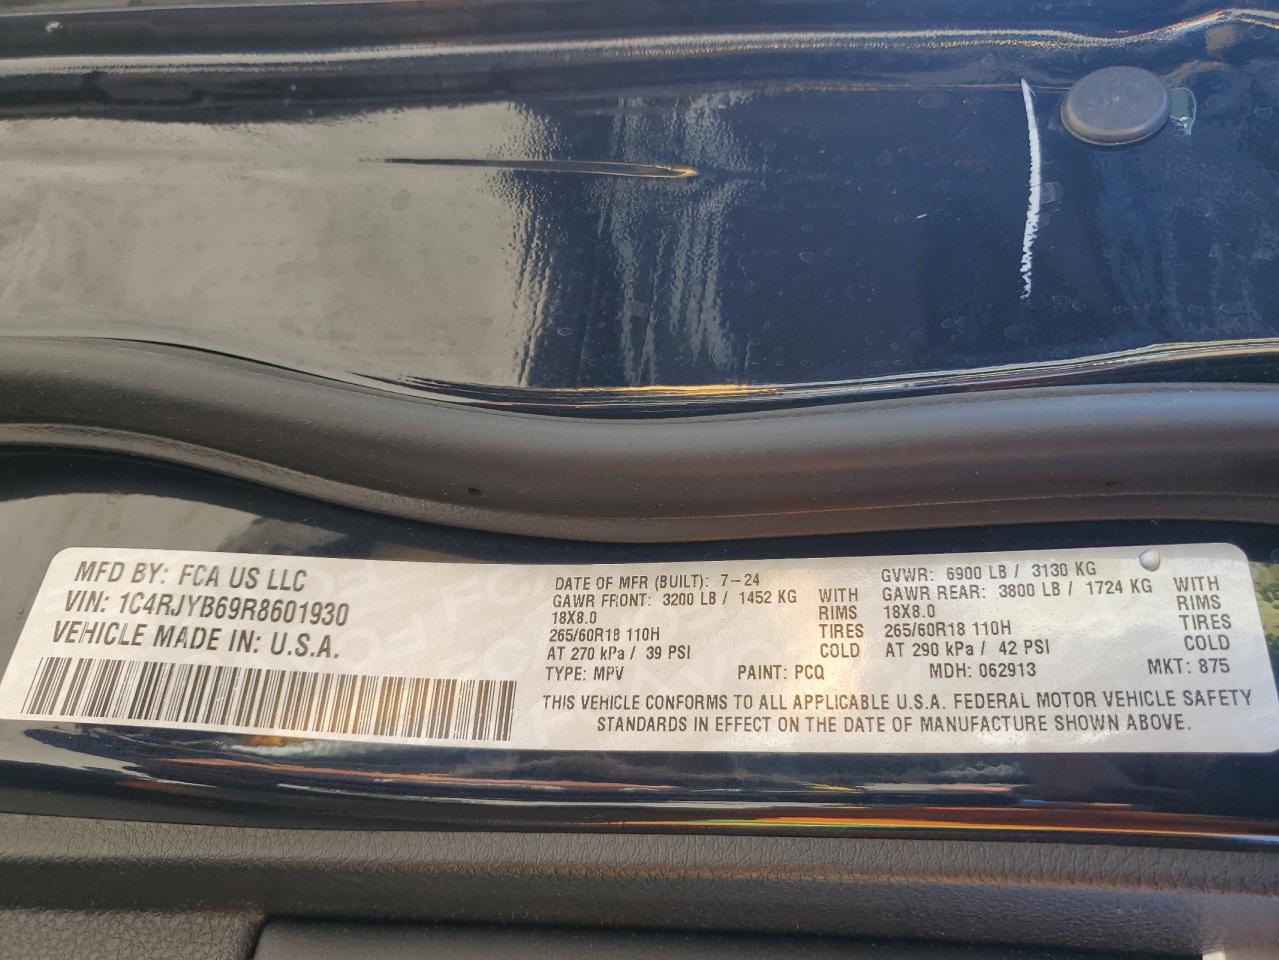 MFD BY: FCA US LLC
VIN: 1C4RJYB69R8601930
VEHICLE MADE IN: U.S.A.
DATE OF MFR (BUILT): 7-24
GAWR FRONT: 3200 LB / 1452 KG WITH
18X8.0 RIMS
265/60R18 110H TIRES
AT 270 kPa / 39 PSI COLD
TYPE: MPV PAINT: PCQ
GVWR: 6900 LB / 3130 KG
GAWR REAR: 3800 LB / 1724 KG WITH
18X8.0 RIMS
265/60R18 110H TIRES
AT 290 kPa / 42 PSI COLD
MDH: 062913 MKT: 875
THIS VEHICLE CONFORMS TO ALL APPLICABLE U.S.A. FEDERAL MOTOR VEHICLE SAFETY
STANDARDS IN EFFECT ON THE DATE OF MANUFACTURE SHOWN ABOVE.